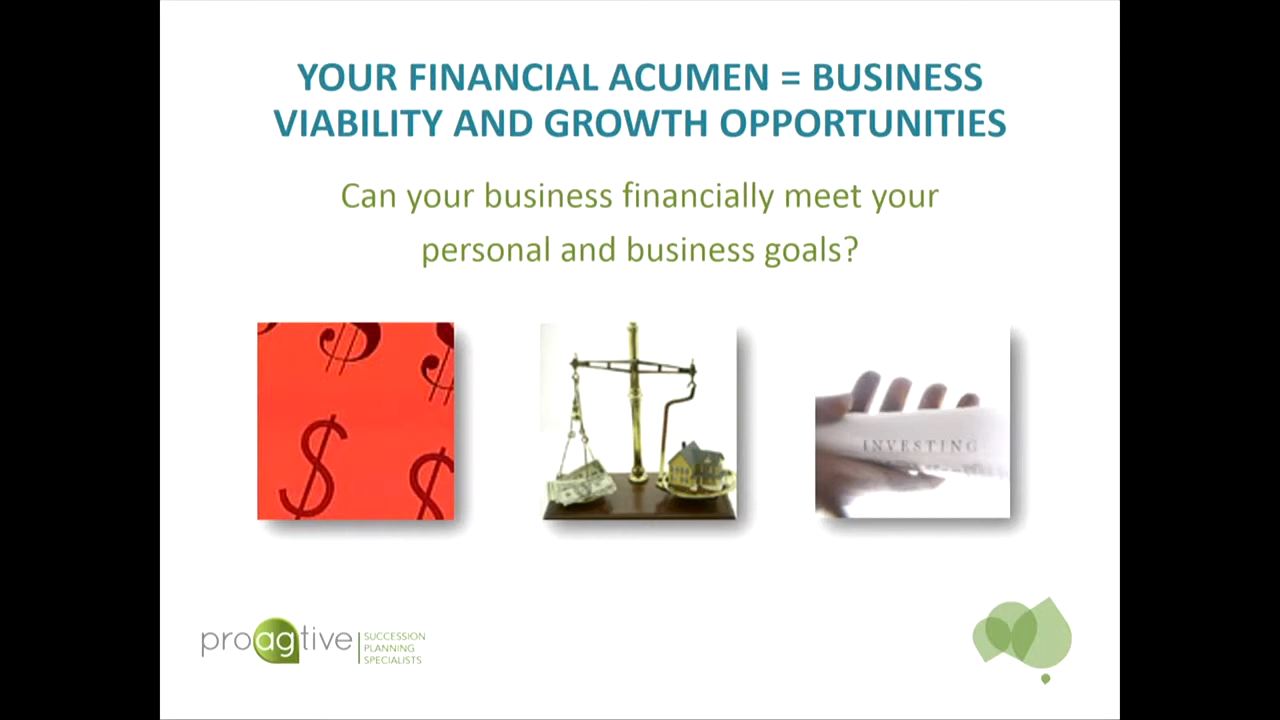 YOUR FINANCIAL ACUMEN = BUSINESS
VIABILITY AND GROWTH OPPORTUNITIES
Can your business financially meet your
personal and business goals?
INVESTING
proagtive
SUCCESSION
PLANNING
SPECIALISTS